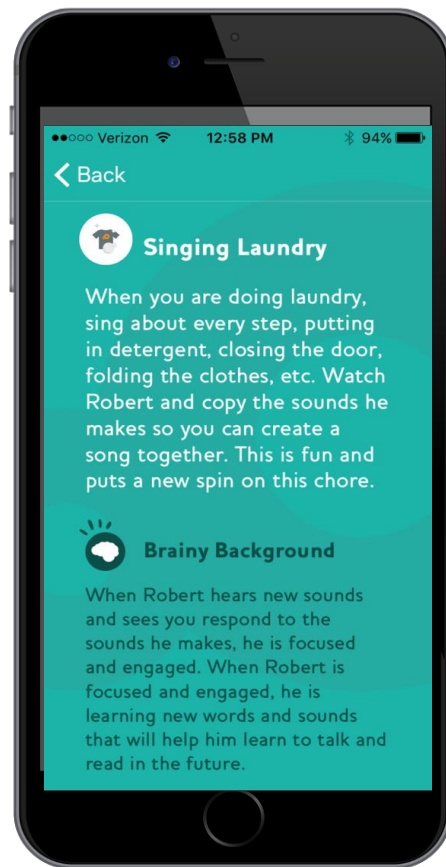 Verizon 12:58 PM 94%
Back
Singing Laundry
When you are doing laundry,
sing about every step, putting
in detergent, closing the door,
folding the clothes, etc. Watch
Robert and copy the sounds he
makes so you can create a
song together. This is fun and
puts a new spin on this chore.
Brainy Background
When Robert hears new sounds
and sees you respond to the
sounds he makes, he is focused
and engaged. When Robert is
focused and engaged, he is
learning new words and sounds
that will help him learn to talk and
read in the future.